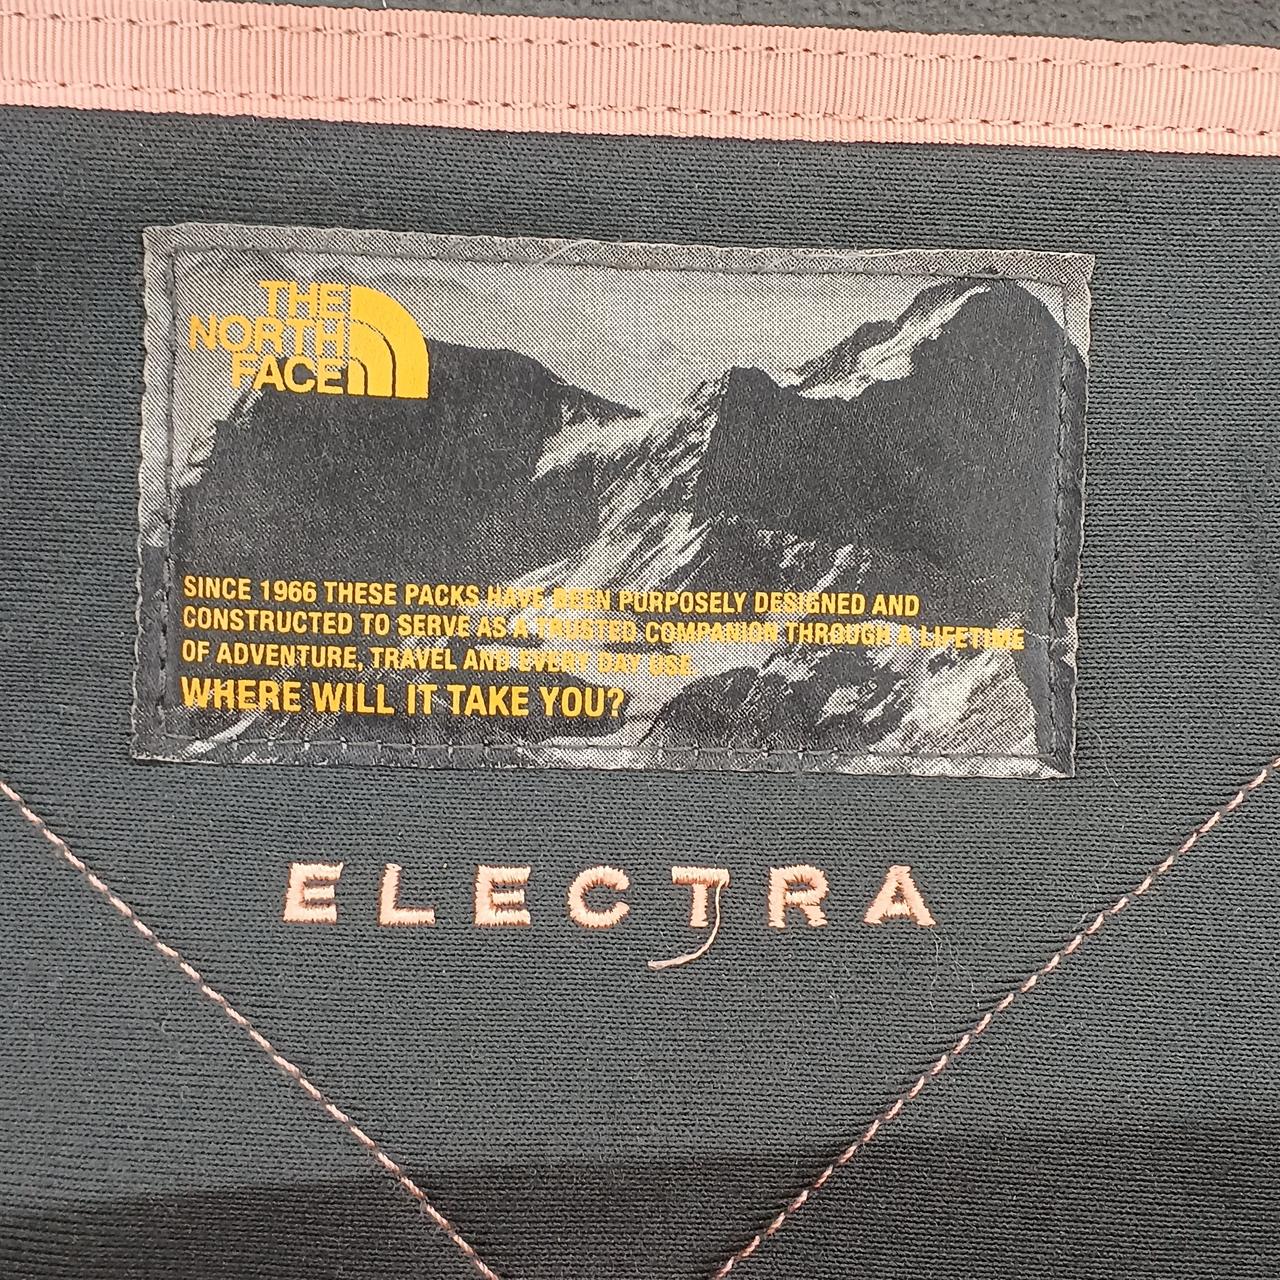 THE
NORTH
FACE
SINCE 1966 THESE PACKS HAVE BEEN PURPOSELY DESIGNED AND
CONSTRUCTED TO SERVE AS A TRUSTED COMPANION THROUGH A LIFETIME
OF ADVENTURE, TRAVEL AND EVERY DAY USE.
WHERE WILL IT TAKE YOU?
ELECTRA